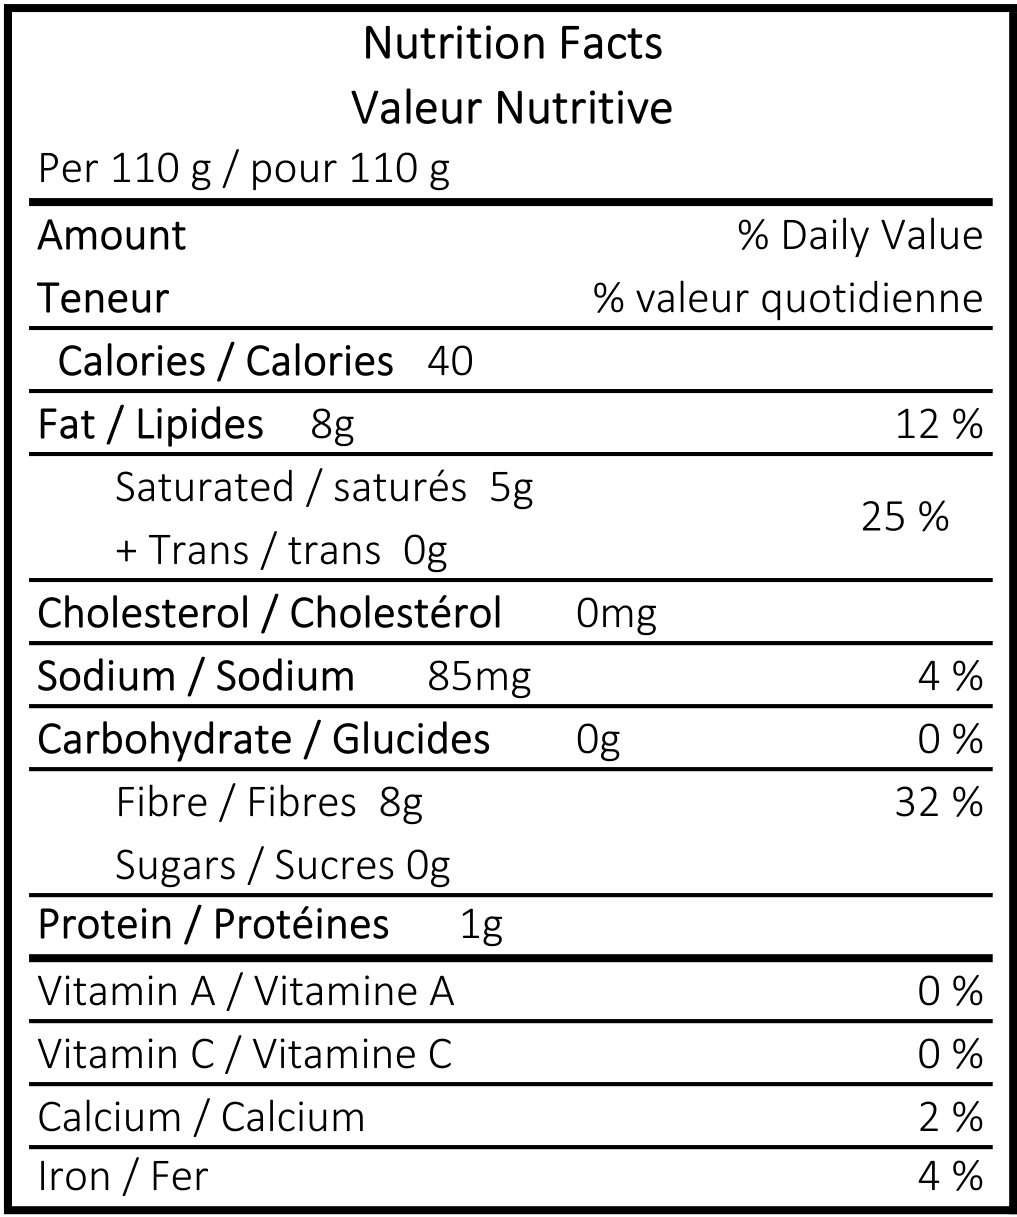 Nutrition Facts
Valeur Nutritive
Per 110 g / pour 110 g
Amount % Daily Value
Teneur % valeur quotidienne
Calories / Calories 40
Fat / Lipides 8g 12 %
Saturated / saturés 5g
25 %
+ Trans / trans 0g
Cholesterol / Cholestérol 0mg
Sodium / Sodium 85mg 4 %
Carbohydrate / Glucides 0g 0 %
Fibre / Fibres 8g 32 %
Sugars / Sucres 0g
Protein / Protéines 1g
Vitamin A / Vitamine A 0 %
Vitamin C / Vitamine C 0 %
Calcium / Calcium 2 %
Iron / Fer 4 %